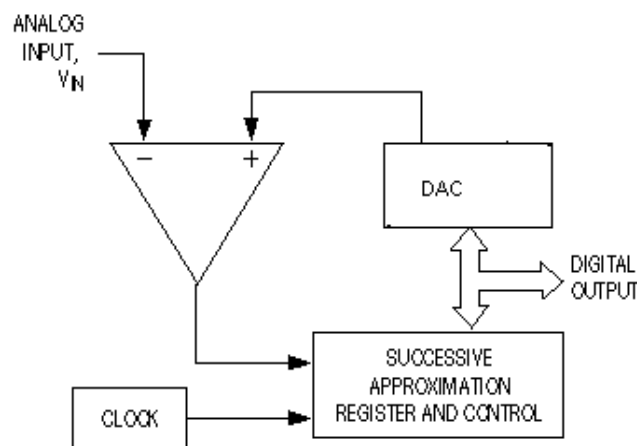 ANALOG
INPUT,
VIN
–
+
DAC
DIGITAL
OUTPUT
SUCCESSIVE
APPROXIMATION
REGISTER AND CONTROL
CLOCK